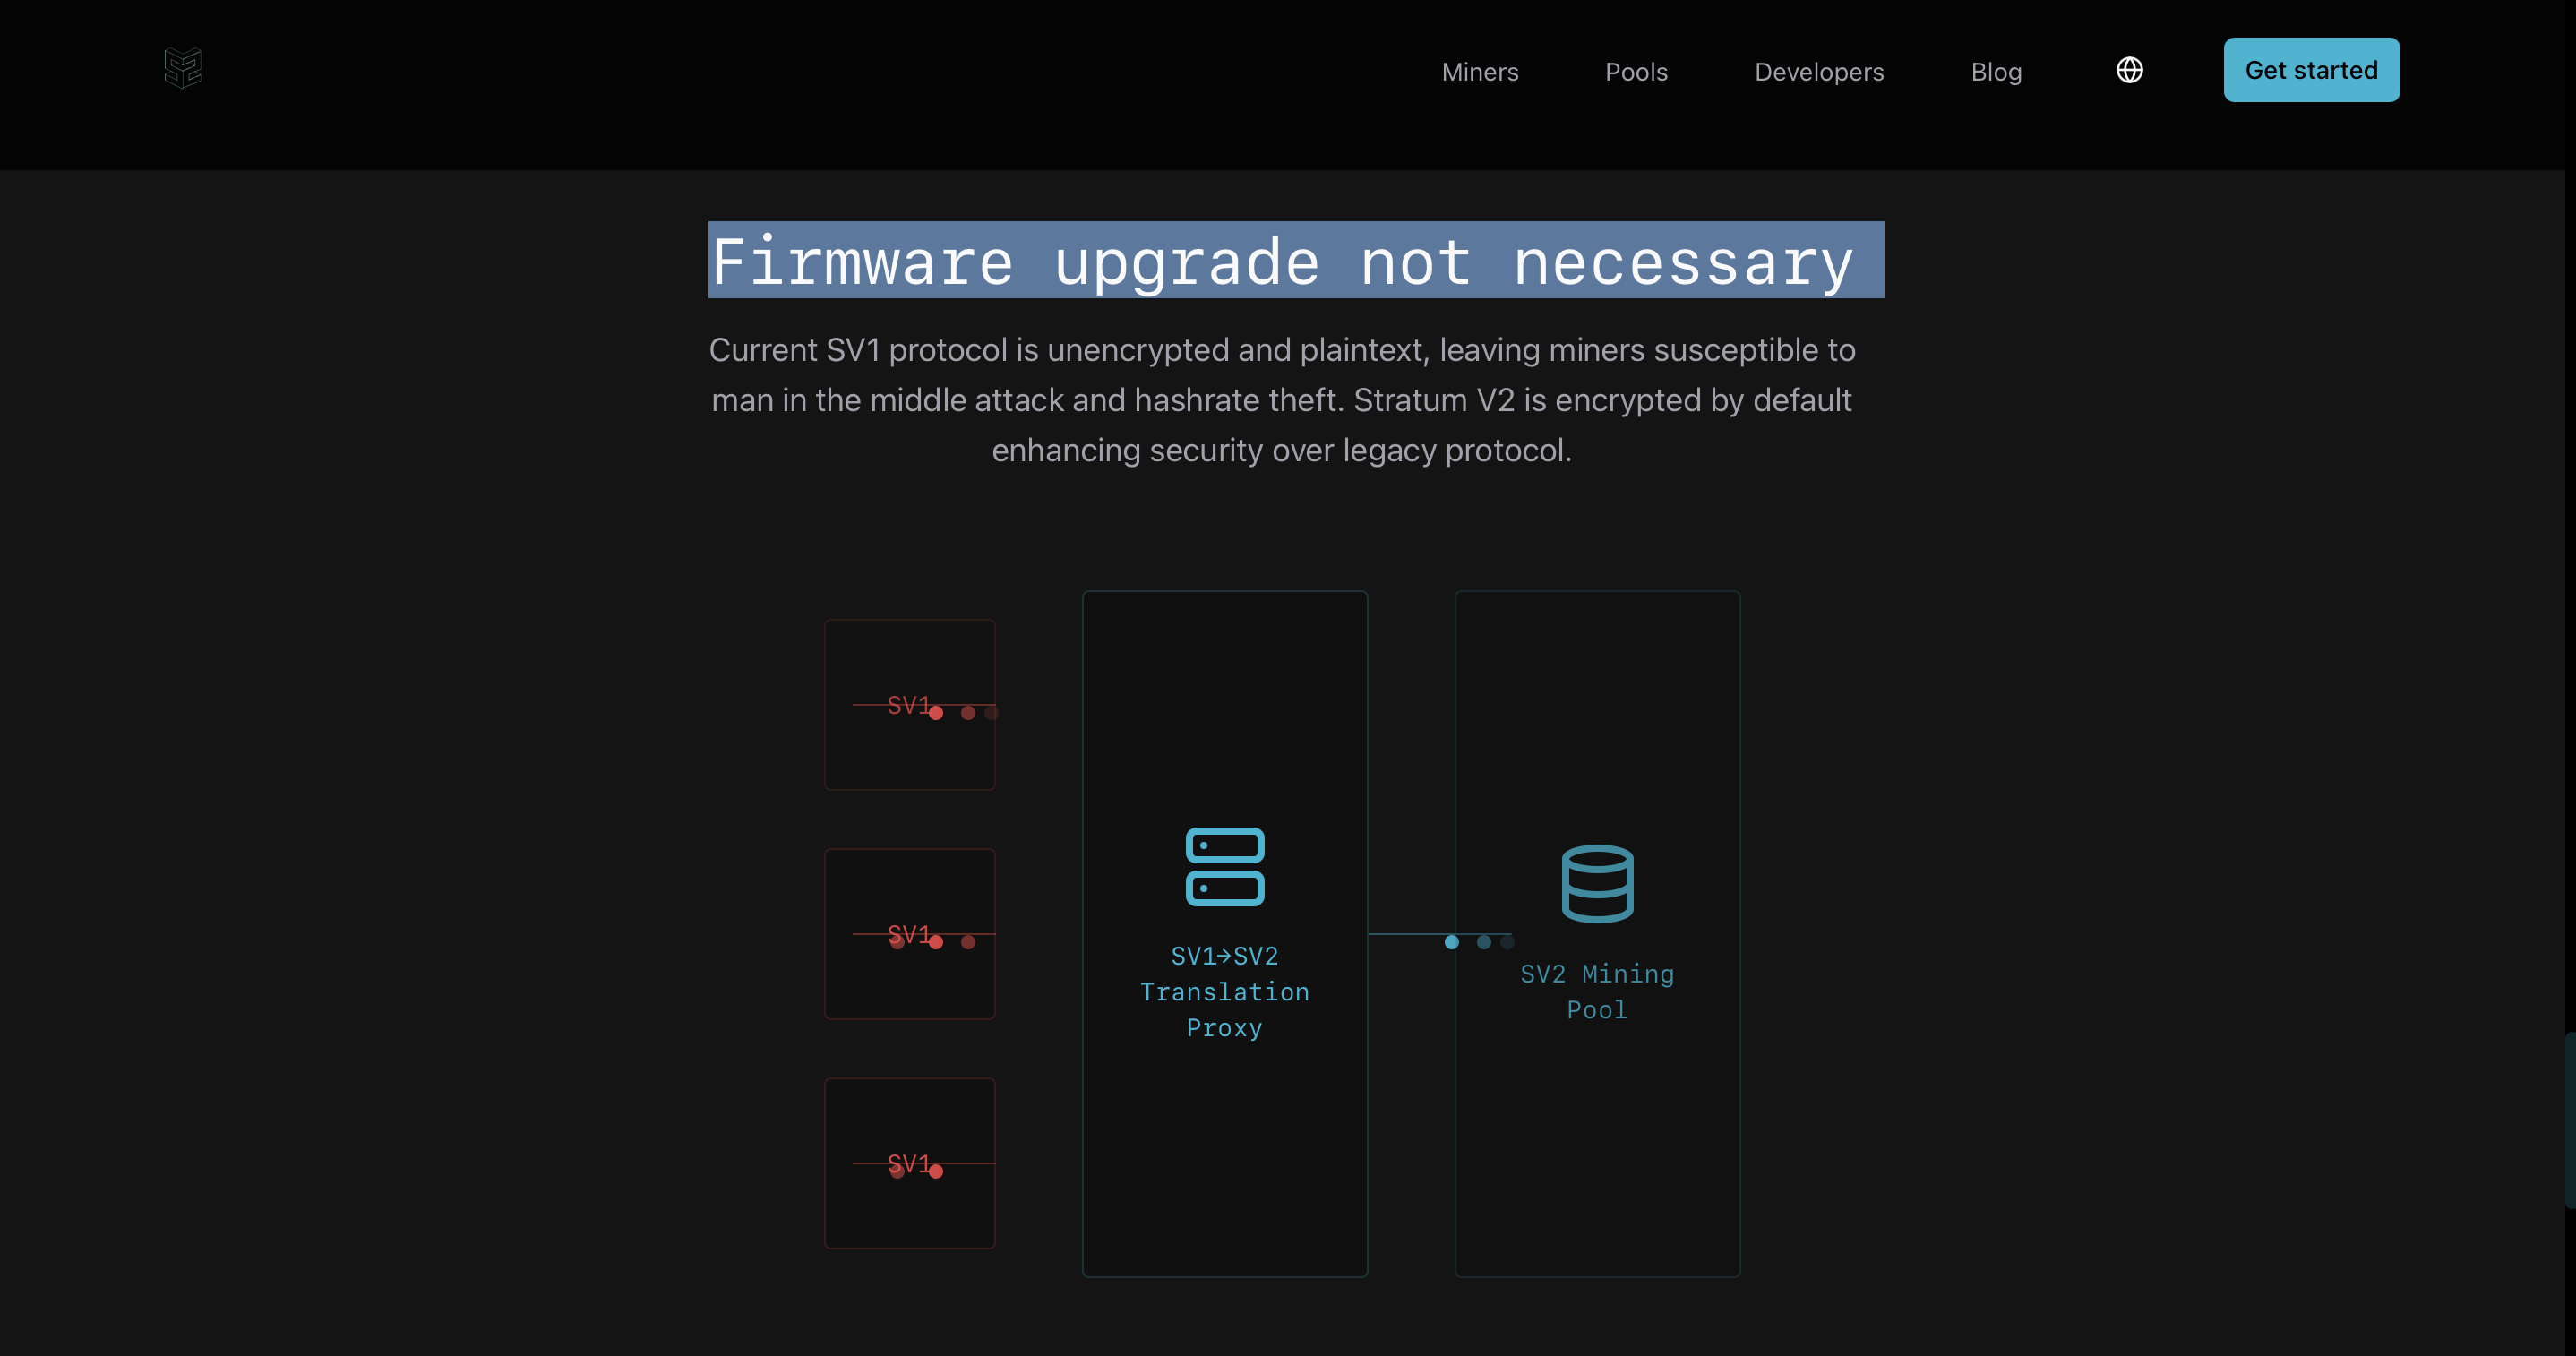 Miners
Pools
Developers
Blog
Get started
Firmware upgrade not necessary
Current SV1 protocol is unencrypted and plaintext, leaving miners susceptible to
man in the middle attack and hashrate theft. Stratum V2 is encrypted by default
enhancing security over legacy protocol.
SV1
SV1
SV1
SV1→SV2
Translation
Proxy
SV2 Mining
Pool